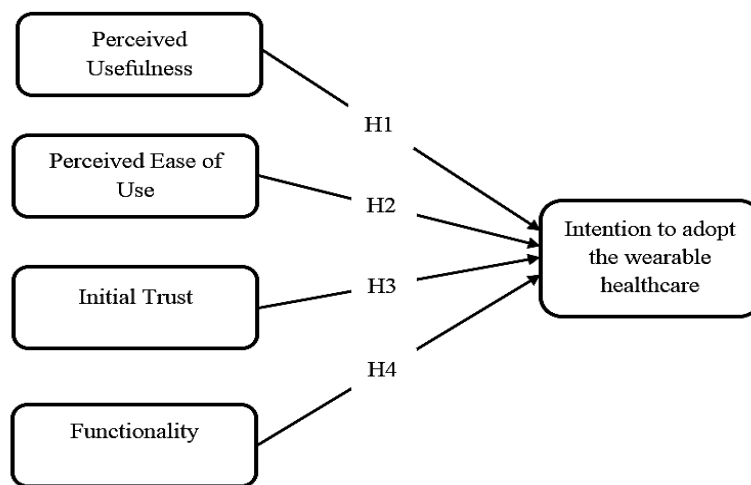 Perceived
Usefulness
H1
Perceived Ease of
Use
H2
Intention to adopt
the wearable
healthcare
Initial Trust
H3
H4
Functionality